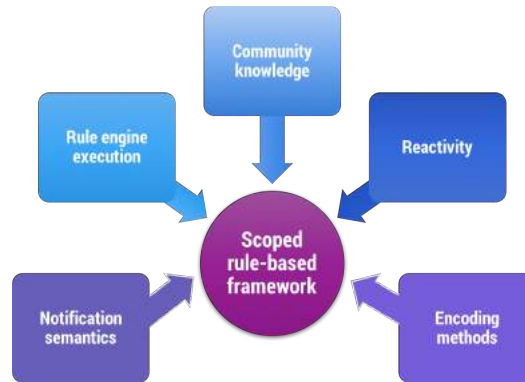 Community
knowledge
Rule engine
execution
Reactivity
Scoped
rule-based
framework
Notification
semantics
Encoding
methods